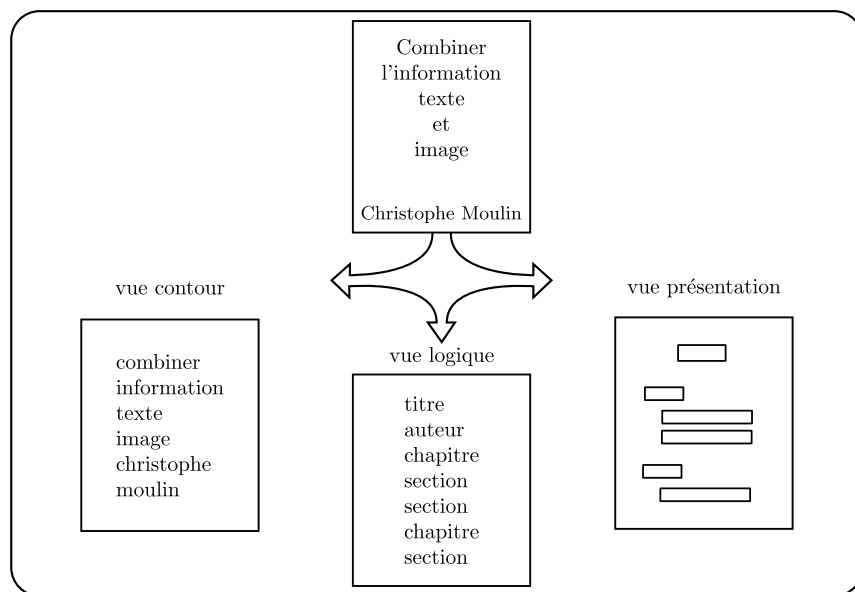 Combiner
l'information
texte
et
image
Christophe Moulin
vue contour
combiner
information
texte
image
christophe
moulin
vue logique
titre
auteur
chapitre
section
section
chapitre
section
vue présentation